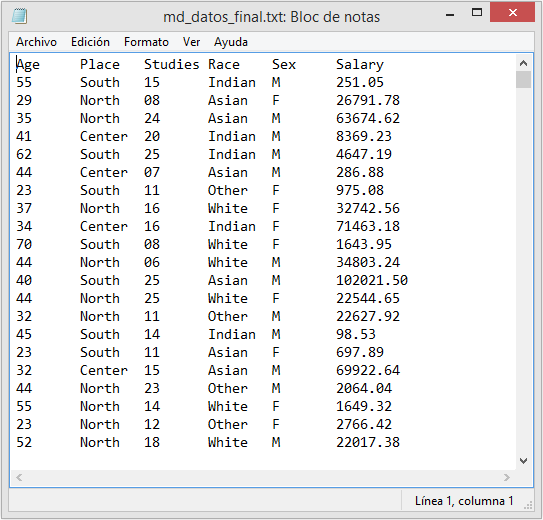 md_datos_final.txt: Bloc de notas
Archivo Edición Formato Ver Ayuda
Age Place Studies Race Sex Salary
55 South 15 Indian M 251.05
29 North 08 Asian F 26791.78
35 North 24 Asian M 63674.62
41 Center 20 Indian M 8369.23
62 South 25 Indian M 4647.19
44 Center 07 Asian M 286.88
23 South 11 Other F 975.08
37 North 16 White F 32742.56
34 Center 16 Indian F 71463.18
70 South 08 White F 1643.95
44 North 06 White M 34803.24
40 South 25 Asian M 102021.50
44 North 25 White F 22544.65
32 North 11 Other M 22627.92
45 South 14 Indian M 98.53
23 South 11 Asian F 697.89
32 Center 15 Asian M 69922.64
44 North 23 Other M 2064.04
55 North 14 White F 1649.32
23 North 12 Other F 2766.42
52 North 18 White M 22017.38
Línea 1, columna 1